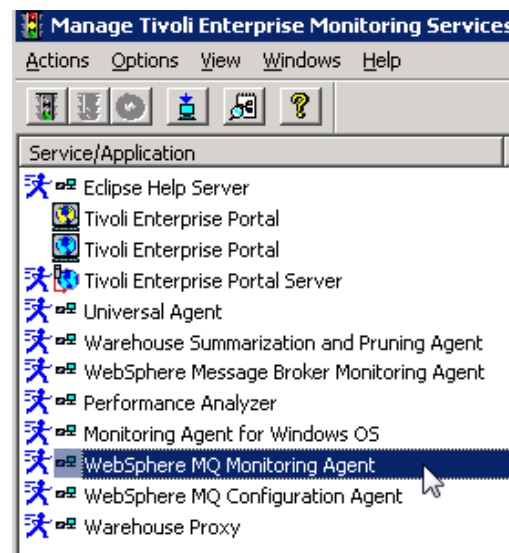 Manage Tivoli Enterprise Monitoring Services
Actions Options View Windows Help
Service/Application
Eclipse Help Server
Tivoli Enterprise Portal
Tivoli Enterprise Portal
Tivoli Enterprise Portal Server
Universal Agent
Warehouse Summarization and Pruning Agent
WebSphere Message Broker Monitoring Agent
Performance Analyzer
Monitoring Agent for Windows OS
WebSphere MQ Monitoring Agent
WebSphere MQ Configuration Agent
Warehouse Proxy